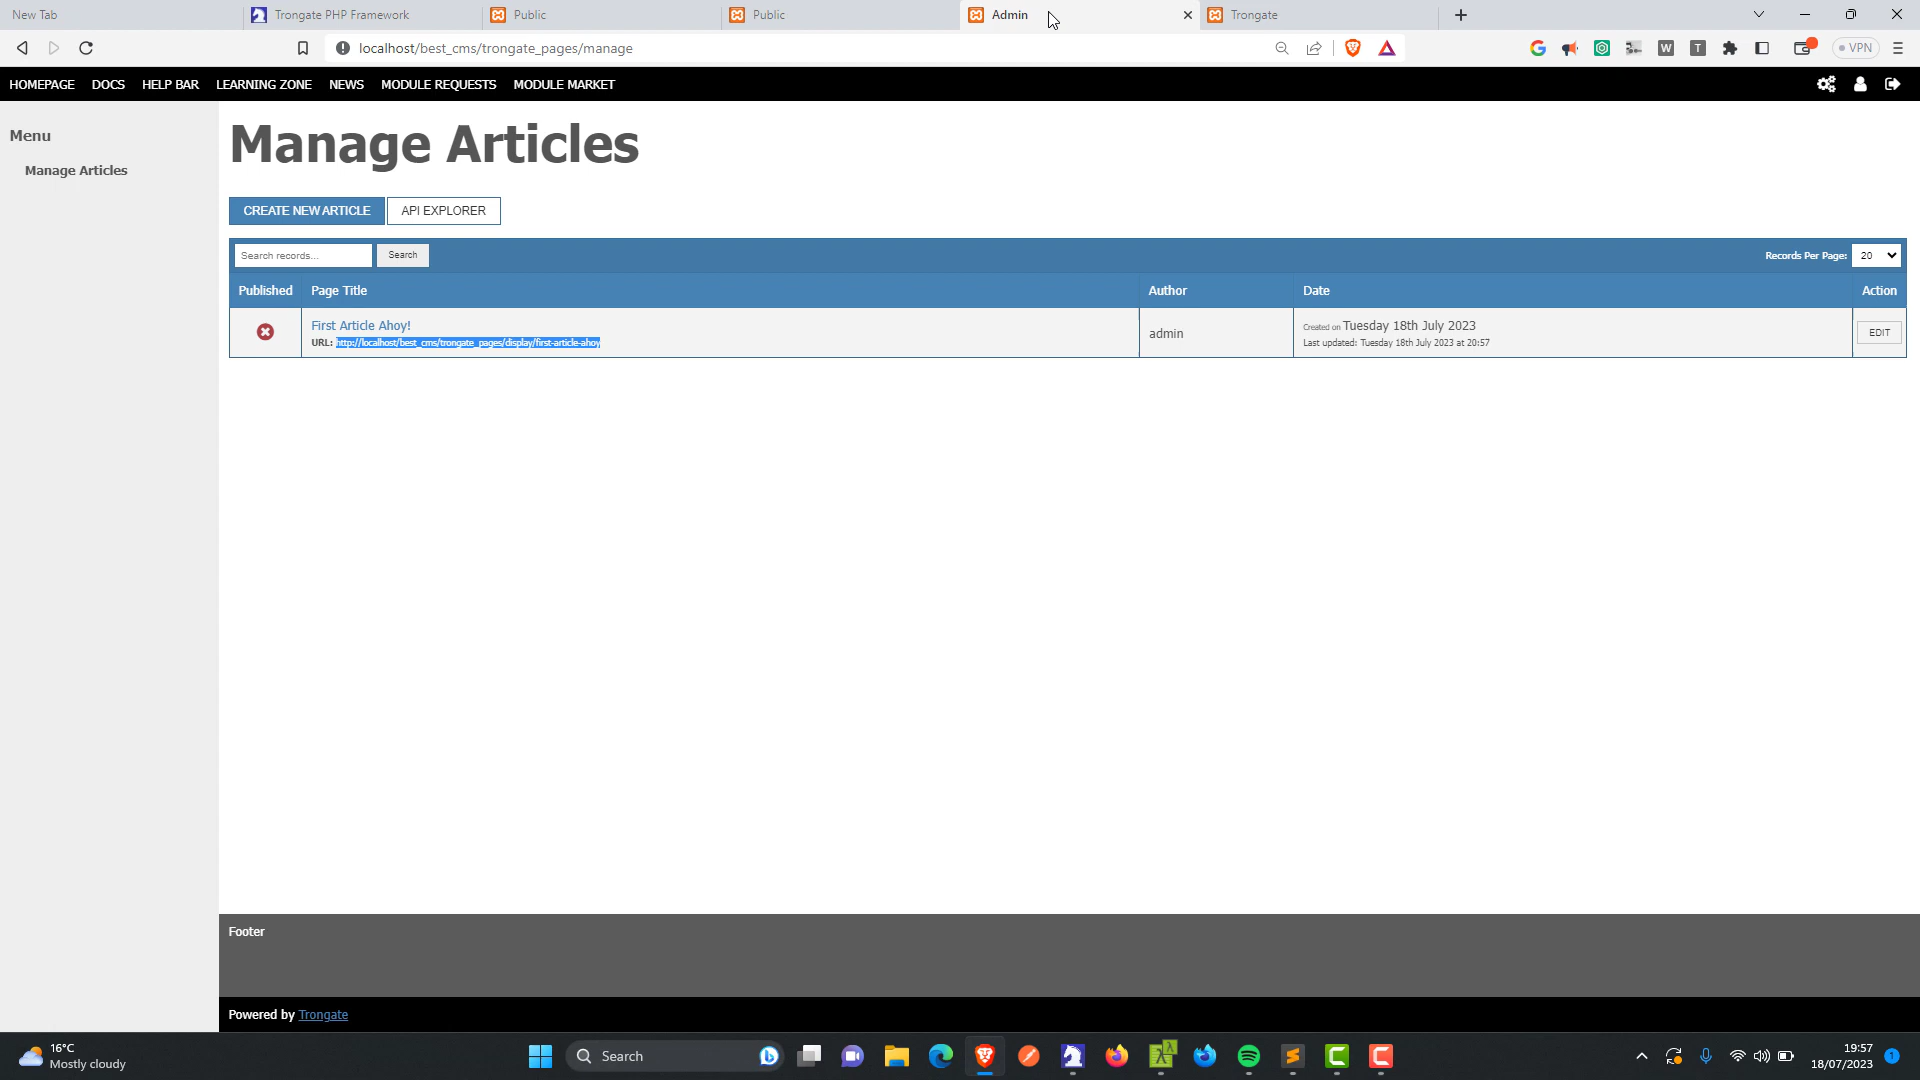 New Tab
Trongate PHP Framework
Public
Public
Admin
Trongate
localhost/best_cms/trongate_pages/manage
W
T
VPN
HOMEPAGE DOCS HELP BAR LEARNING ZONE NEWS MODULE REQUESTS MODULE MARKET
Menu
Manage Articles
Manage Articles
CREATE NEW ARTICLE
API EXPLORER
Search records...
Search
Records Per Page: 20
Published Page Title Author Date Action
First Article Ahoy!
URL: http://localhost/best_cms/trongate_pages/display/first-article-ahoy
admin
Created on Tuesday 18th July 2023
Last updated: Tuesday 18th July 2023 at 20:57
EDIT
Footer
Powered by Trongate
16°C
Mostly cloudy
Search
19:57
18/07/2023
1